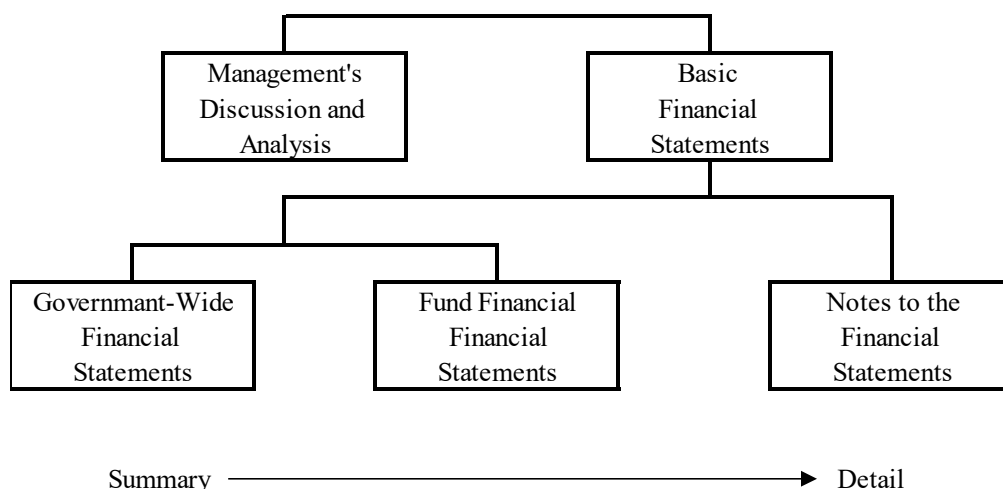 Management's
Discussion and
Analysis
Basic
Financial
Statements
Governmant-Wide
Financial
Statements
Fund Financial
Financial
Statements
Notes to the
Financial
Statements
Summary
Detail